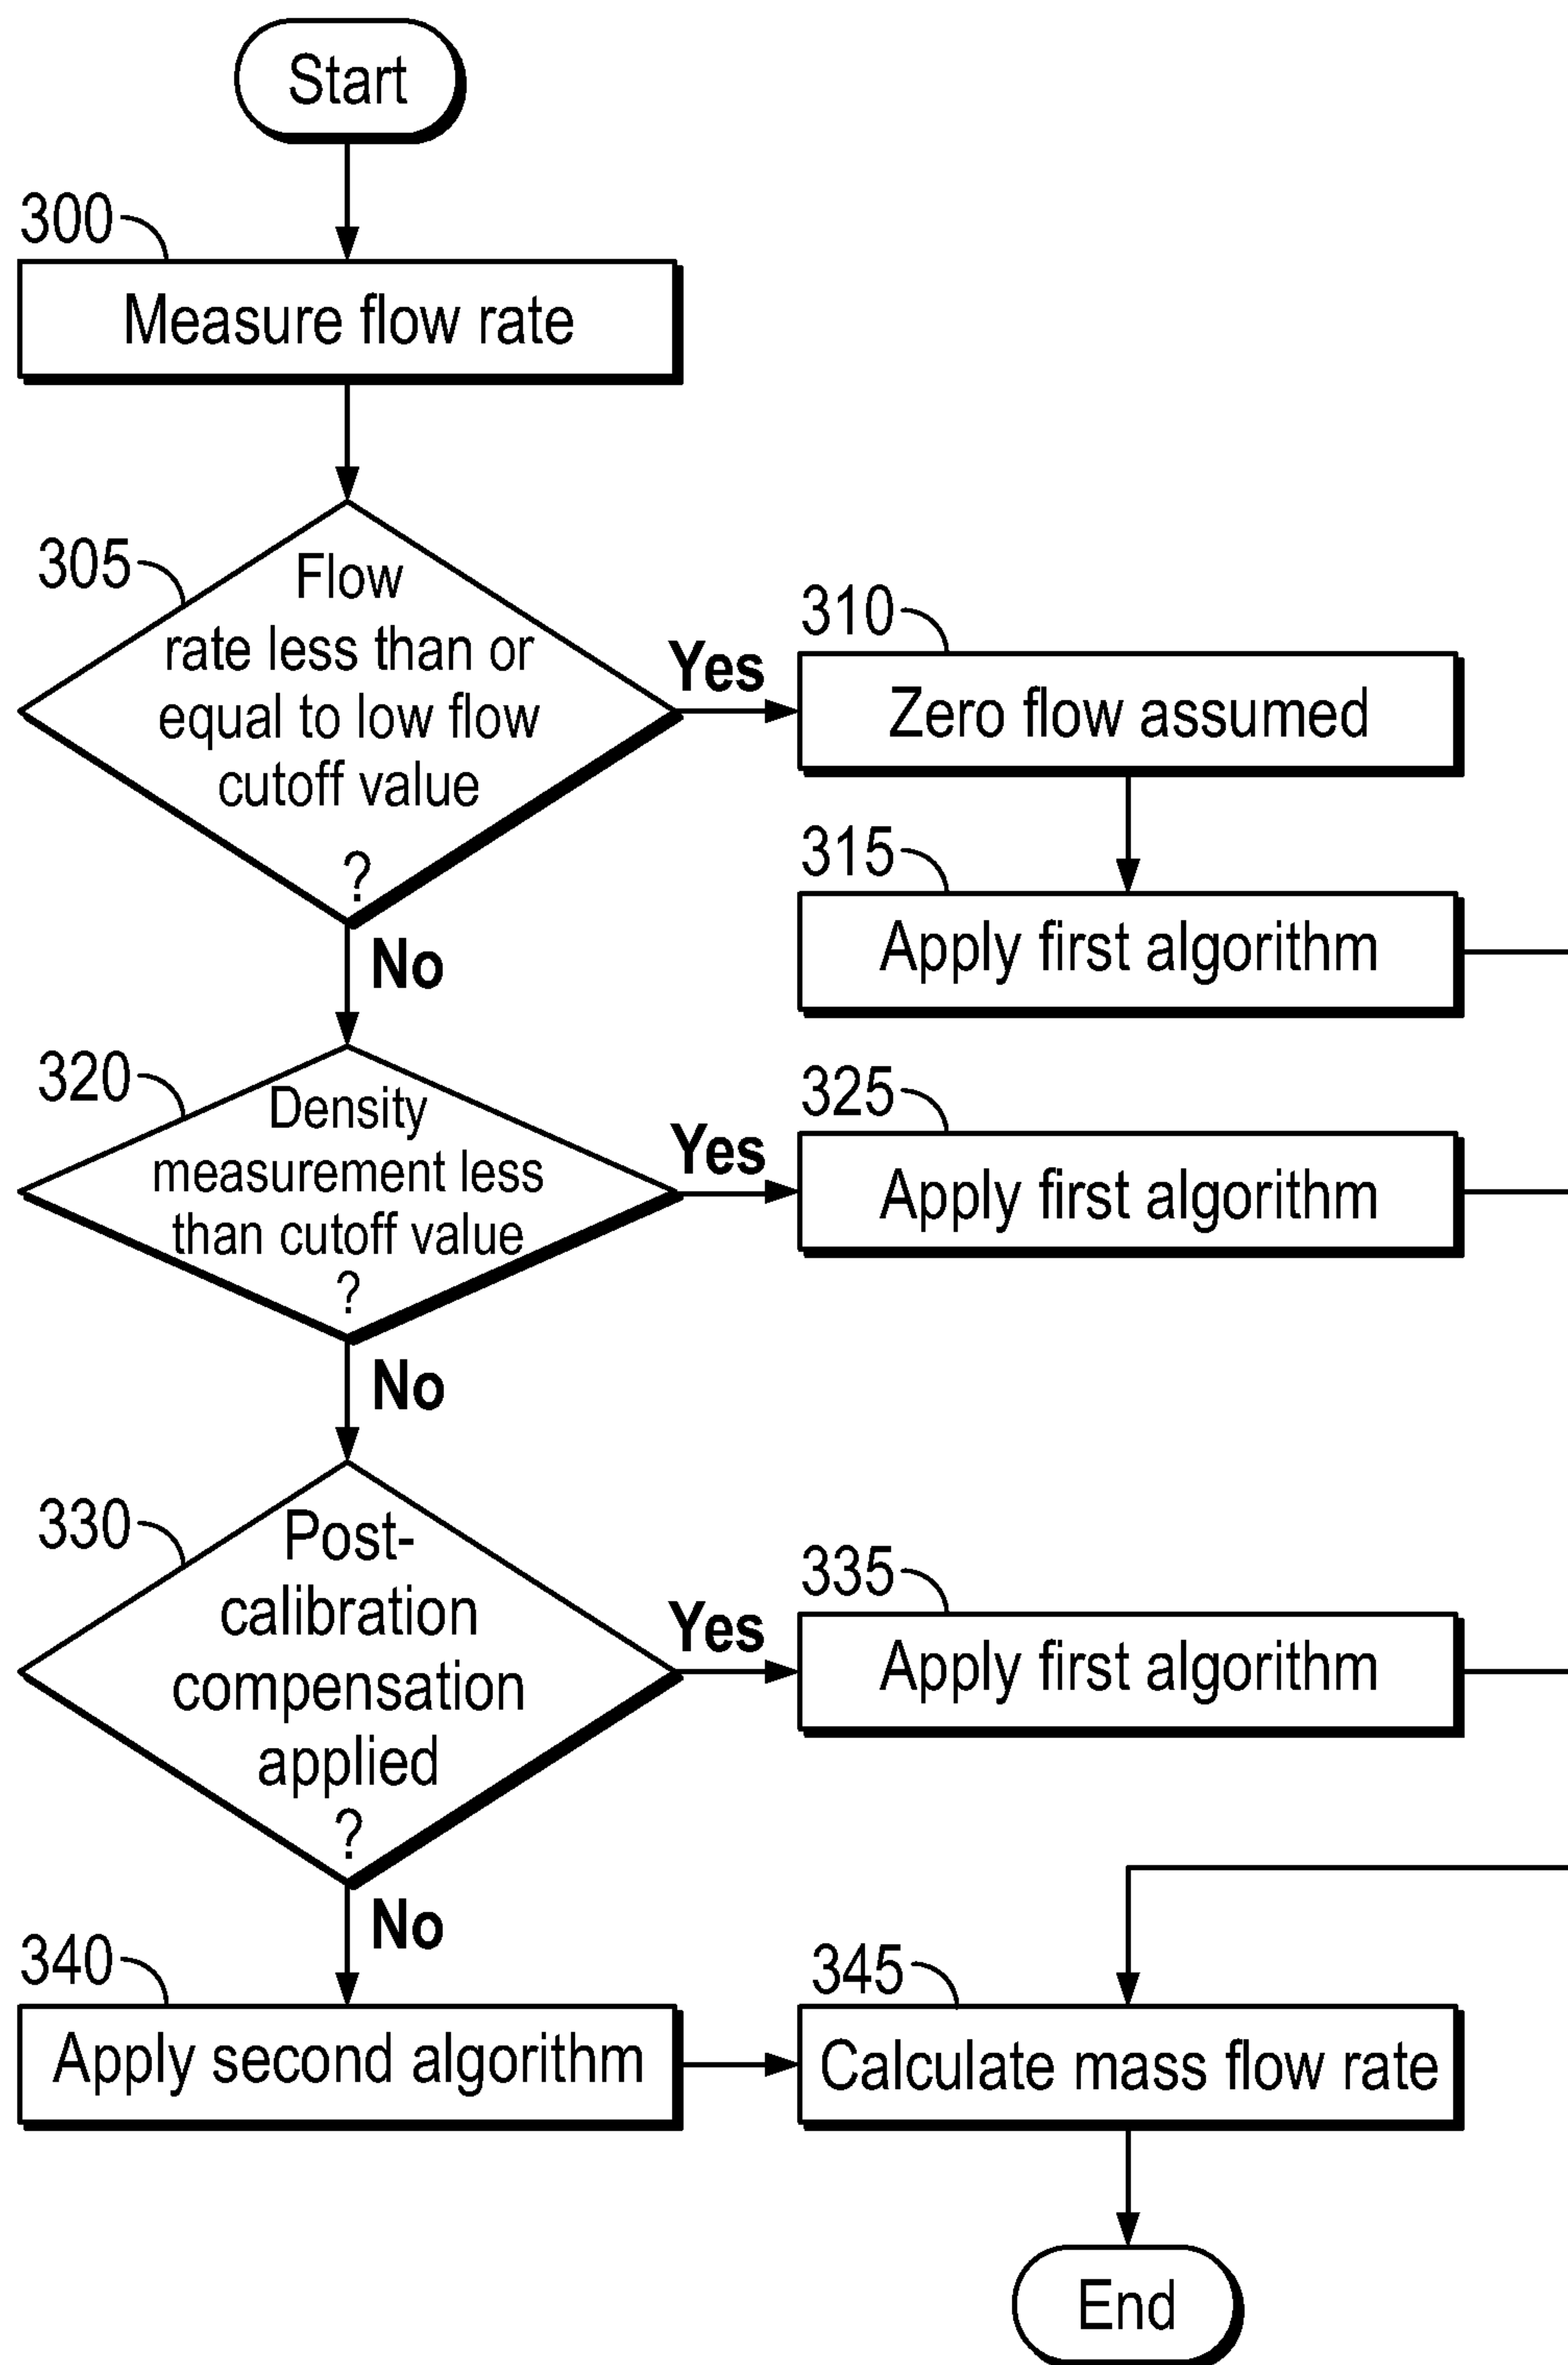 Start
300
Measure flow rate
305
Flow
rate less than or
equal to low flow
cutoff value
?
Yes
310
Zero flow assumed
315
Apply first algorithm
No
320
Density
measurement less
than cutoff value
?
Yes
325
Apply first algorithm
No
330
Post-
calibration
compensation
applied
?
Yes
335
Apply first algorithm
No
340
Apply second algorithm
345
Calculate mass flow rate
End